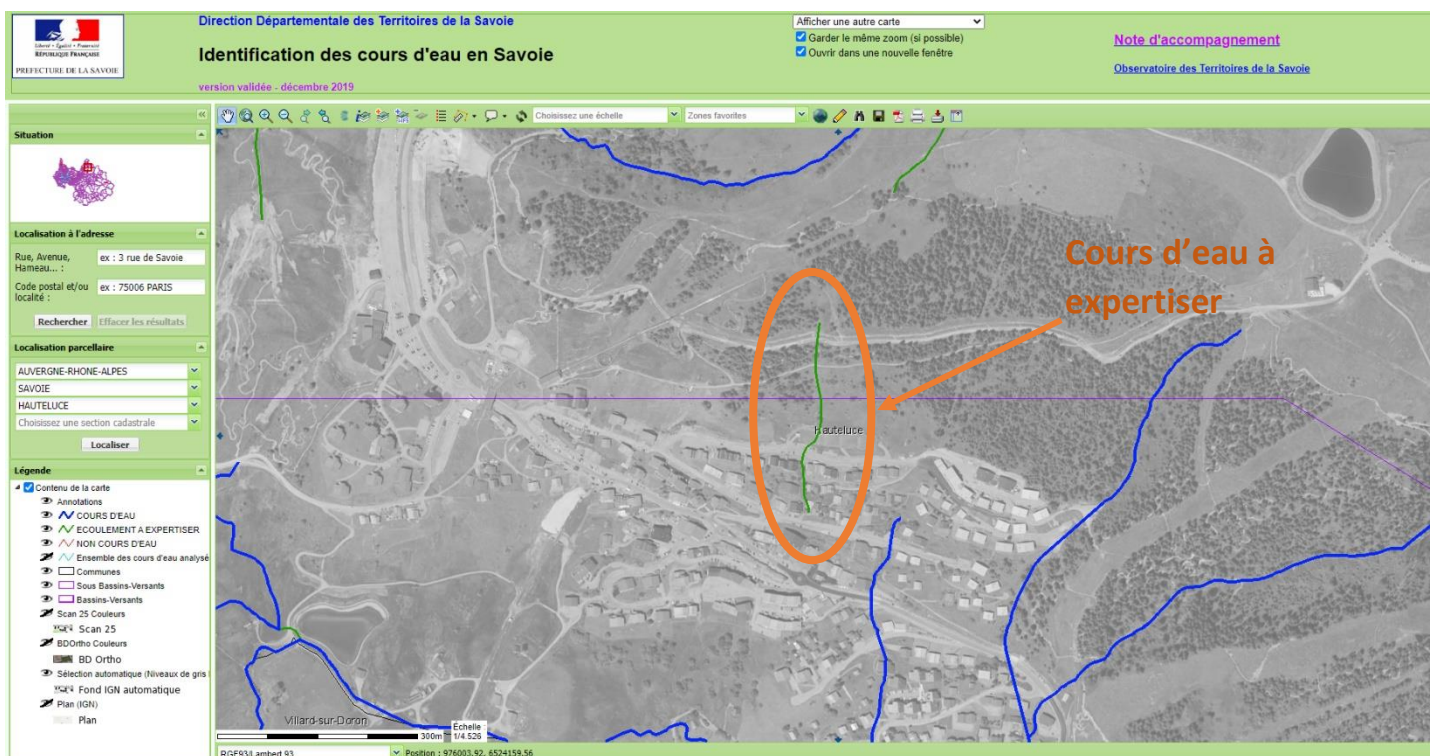 Liberté • Égalité • Fraternité
RÉPUBLIQUE FRANÇAISE
PREFECTURE DE LA SAVOIE
Direction Départementale des Territoires de la Savoie
Identification des cours d'eau en Savoie
version validée - décembre 2019
Afficher une autre carte
Garder le même zoom (si possible)
Ouvrir dans une nouvelle fenêtre
Note d'accompagnement
Observatoire des Territoires de la Savoie
Choisissez une échelle
Zones favorites
Situation
Localisation à l'adresse
Rue, Avenue,
Hameau... :
ex : 3 rue de Savoie
Code postal et/ou
localité :
ex : 75006 PARIS
Rechercher
Effacer les résultats
Localisation parcellaire
AUVERGNE-RHONE-ALPES
SAVOIE
HAUTELUCE
Choisissez une section cadastrale
Localiser
Légende
Contenu de la carte
Annotations
COURS D'EAU
ECOULEMENT A EXPERTISER
NON COURS D'EAU
Ensemble des cours d'eau analysé
Communes
Sous Bassins-Versants
Bassins-Versants
Scan 25 Couleurs
Scan 25
BDOrtho Couleurs
BD Ortho
Sélection automatique (Niveaux de gris
Fond IGN automatique
Plan (IGN)
Plan
Cours d'eau à
expertiser
Hauteluce
Villard-sur-Doron
300m
Échelle
1/4 526
RGF93/Lambert 93
Position : 976003.92, 6524159.56